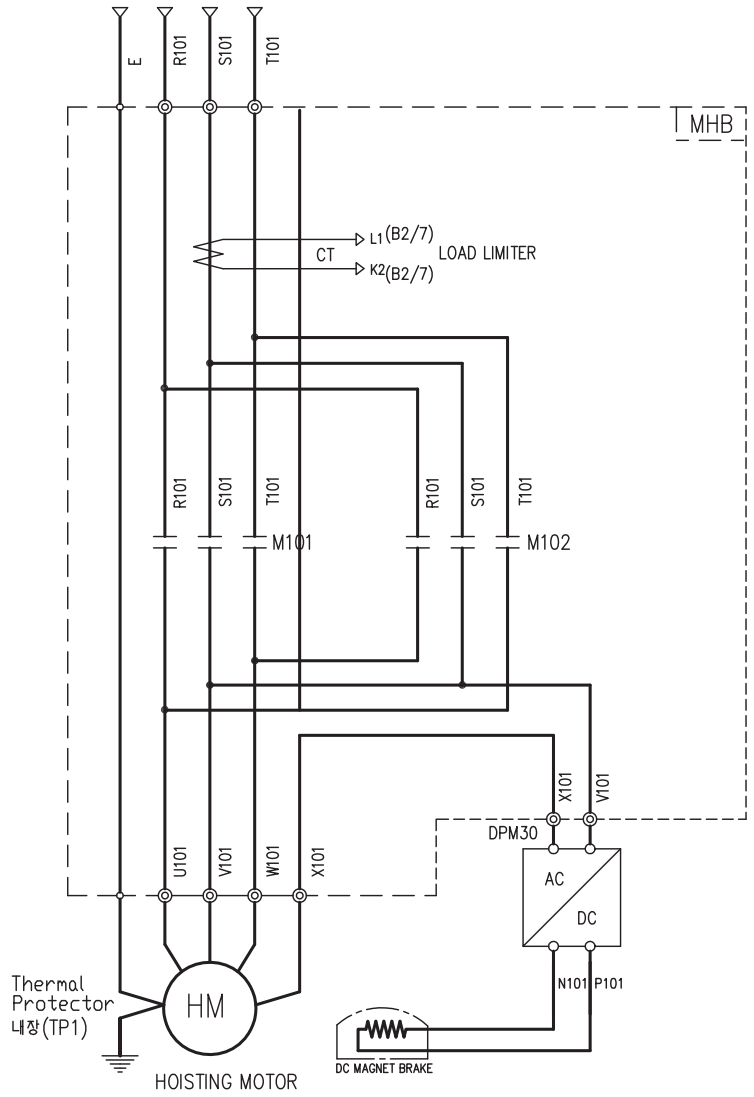 E
R101
S101
T101
MHB
L1(B2/7)
CT
LOAD LIMITER
K2(B2/7)
R101
S101
T101
R101
S101
T101
M101
M102
X101
V101
DPM30
U101
V101
W101
X101
AC
DC
Thermal
Protector
내장(TP1)
HM
N101
P101
DC MAGNET BRAKE
HOISTING MOTOR